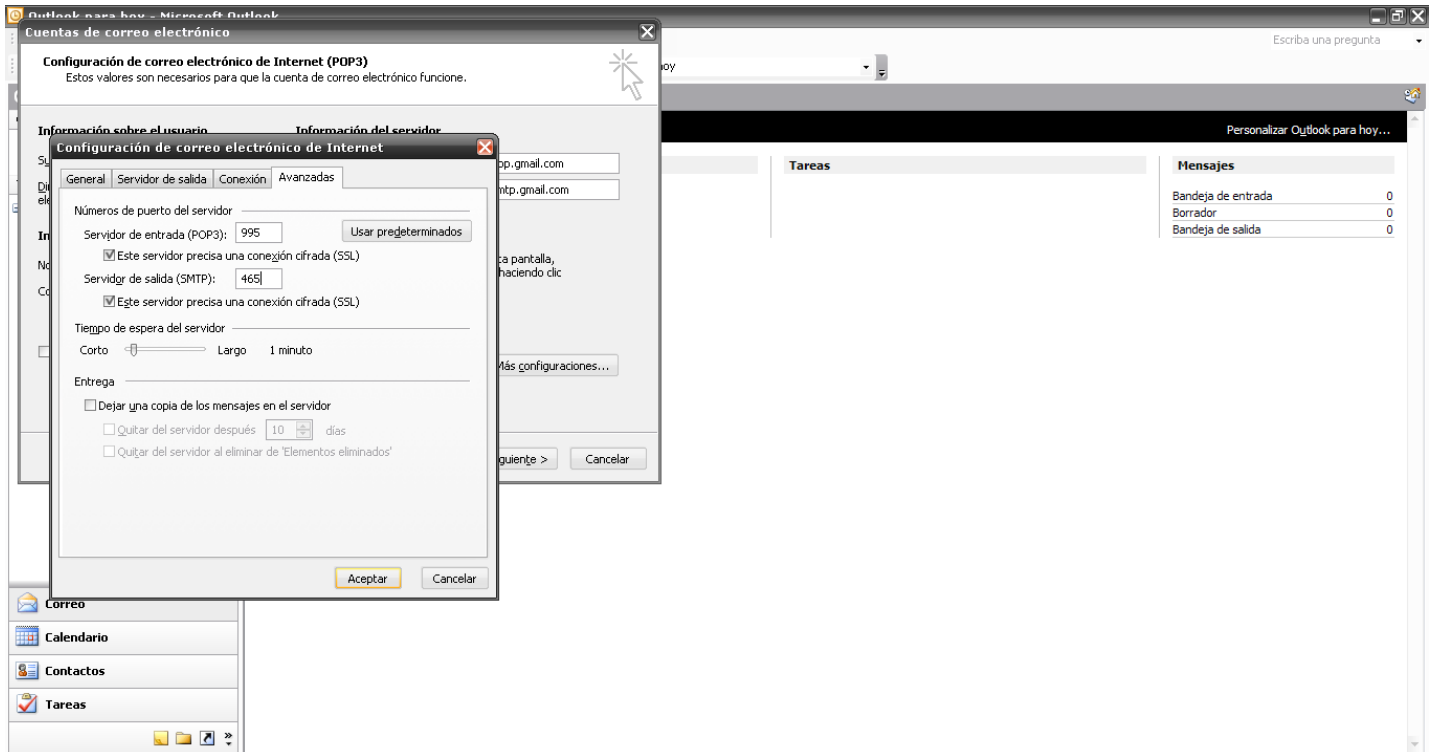 Outlook para hoy - Microsoft Outlook
Escriba una pregunta
Cuentas de correo electrónico
Configuración de correo electrónico de Internet (POP3)
Estos valores son necesarios para que la cuenta de correo electrónico funcione.
Personalizar Outlook para hoy...
Información sobre el usuario
Información del servidor
pop.gmail.com
smtp.gmail.com
ta pantalla,
haciendo clic
Más configuraciones...
guiente >
Cancelar
Configuración de correo electrónico de Internet
General
Servidor de salida
Conexión
Avanzadas
Números de puerto del servidor
Servidor de entrada (POP3): 995
Usar predeterminados
Este servidor precisa una conexión cifrada (SSL)
Servidor de salida (SMTP): 465
Este servidor precisa una conexión cifrada (SSL)
Tiempo de espera del servidor
Corto Largo 1 minuto
Entrega
Dejar una copia de los mensajes en el servidor
Quitar del servidor después 10 días
Quitar del servidor al eliminar de 'Elementos eliminados'
Aceptar
Cancelar
Tareas
Mensajes
Bandeja de entrada 0
Borrador 0
Bandeja de salida 0
Correo
Calendario
Contactos
Tareas